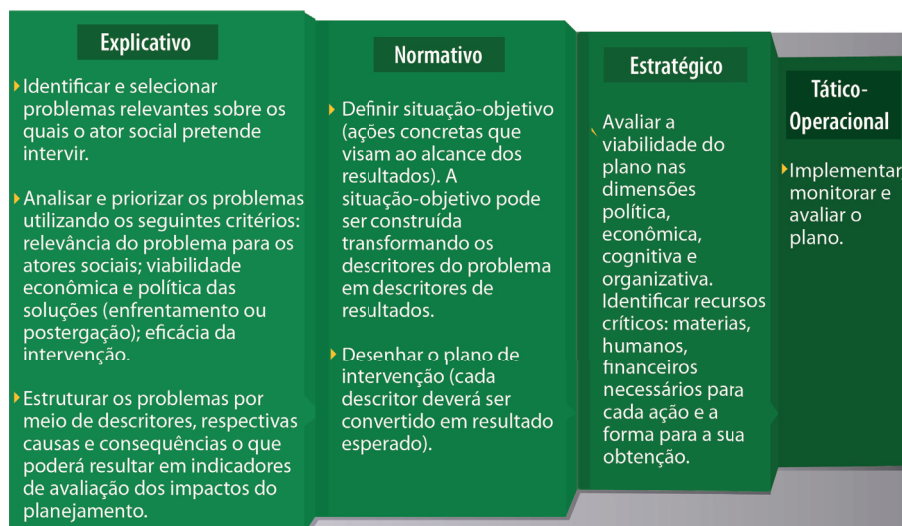 Explicativo
Identificar e selecionar
problemas relevantes sobre os
quais o ator social pretende
intervir.
Analisar e priorizar os problemas
utilizando os seguintes critérios:
relevância do problema para os
atores sociais; viabilidade
econômica e política das
soluções (enfrentamento ou
postergação); eficácia da
intervenção.
Estruturar os problemas por
meio de descritores, respectivas
causas e consequências o que
poderá resultar em indicadores
de avaliação dos impactos do
planejamento.
Normativo
Definir situação-objetivo
(ações concretas que
visam ao alcance dos
resultados). A
situação-objetivo pode
ser construída
transformando os
descritores do problema
em descritores de
resultados.
Desenhar o plano de
intervenção (cada
descritor deverá ser
convertido em resultado
esperado).
Estratégico
Avaliar a
viabilidade do
plano nas
dimensões
política,
econômica,
cognitiva e
organizativa.
Identificar recursos
críticos: materias,
humanos,
financeiros
necessários para
cada ação e a
forma para a sua
obtenção.
Tático-
Operacional
Implementar,
monitorar e
avaliar o
plano.